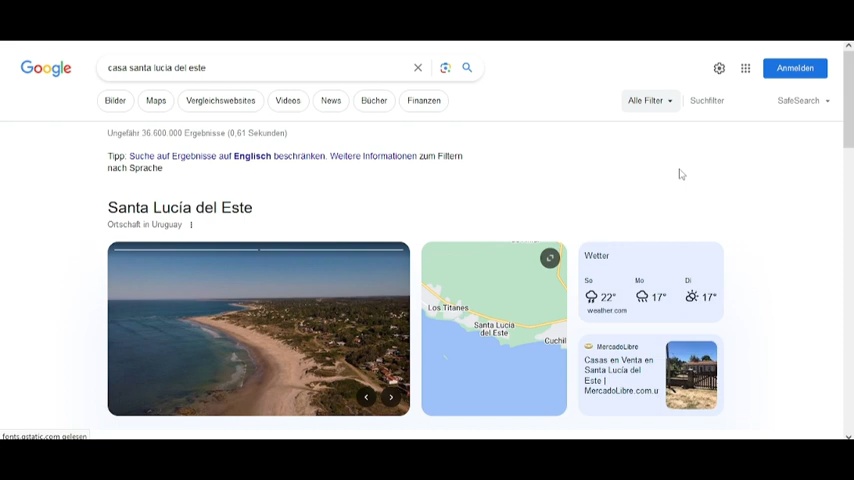 Google
casa santa lucia del este
Anmelden
Bilder
Maps
Vergleichswebsites
Videos
News
Bücher
Finanzen
Alle Filter
Suchfilter
SafeSearch
Ungefähr 36.600.000 Ergebnisse (0,61 Sekunden)
Tipp: Suche auf Ergebnisse auf Englisch beschränken. Weitere Informationen zum Filtern
nach Sprache
Santa Lucía del Este
Ortschaft in Uruguay
Los Titanes
Santa Lucía
del Este
Cuchil
Wetter
So
Mo
Di
22°
17°
17°
weather.com
MercadoLibre
Casas en Venta en
Santa Lucía del
Este |
MercadoLibre.com.u
fonts.gstatic.com gelesen